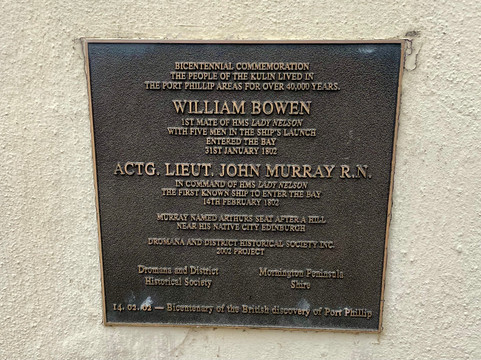 BICENTENNIAL COMMEMORATION
THE PEOPLE OF THE KULIN LIVED IN
THE PORT PHILLIP AREAS FOR OVER 40,000 YEARS.
WILLIAM BOWEN
1ST MATE OF HMS LADY NELSON
WITH FIVE MEN IN THE SHIP'S LAUNCH
ENTERED THE BAY
31ST JANUARY 1802
ACTG. LIEUT. JOHN MURRAY R.N.
IN COMMAND OF HMS LADY NELSON
THE FIRST KNOWN SHIP TO ENTER THE BAY
14TH FEBRUARY 1802
MURRAY NAMED ARTHURS SEAT AFTER A HILL
NEAR HIS NATIVE CITY EDINBURGH
DROMANA AND DISTRICT HISTORICAL SOCIETY INC.
2002 PROJECT
Dromana and District
Historical Society
Mornington Peninsula
Shire
14. 02. 02 — Bicentenary of the British discovery of Port Phillip